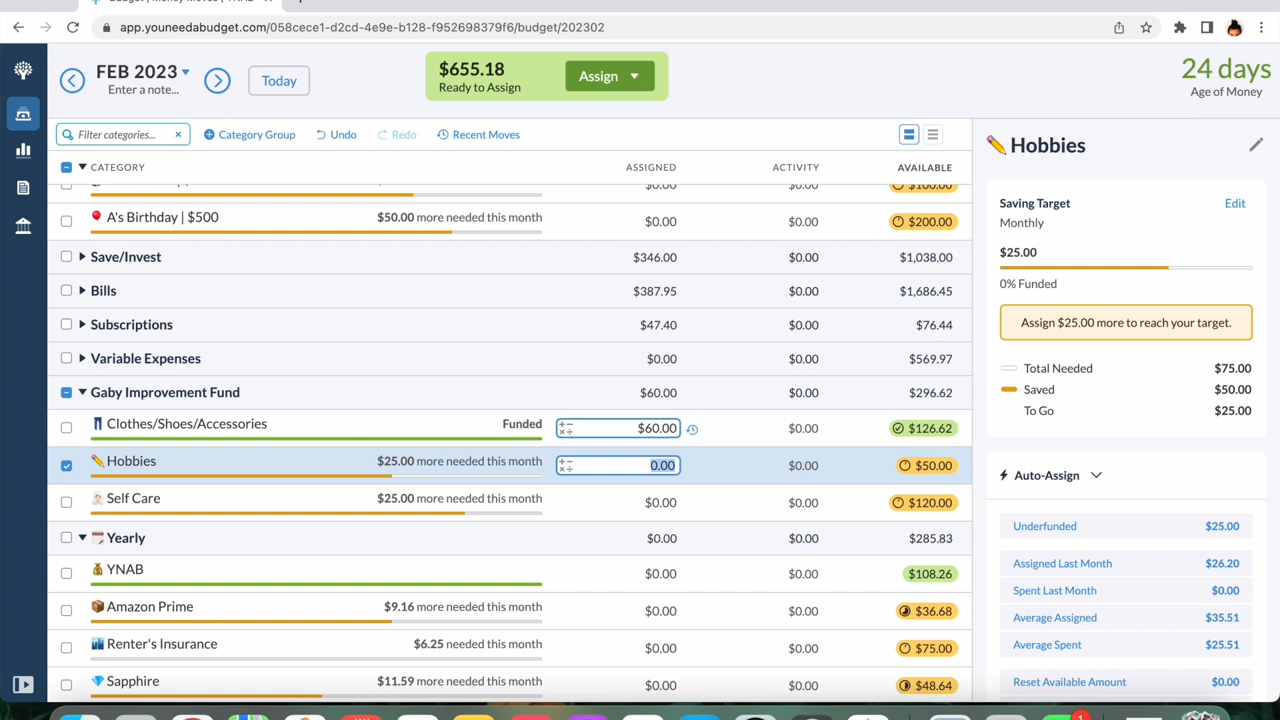 app.youneedabudget.com/058cece1-d2cd-4e9e-b128-f952698379f6/budget/202302
FEB 2023
Enter a note...
Today
$655.18
Ready to Assign
Assign
24 days
Age of Money
Filter categories...
Category Group
Undo
Redo
Recent Moves
CATEGORY
ASSIGNED
ACTIVITY
AVAILABLE
$0.00
$0.00
$100.00
A's Birthday | $500
$50.00 more needed this month
$0.00
$0.00
$200.00
Save/Invest
$346.00
$0.00
$1,038.00
Bills
$387.95
$0.00
$1,686.45
Subscriptions
$47.40
$0.00
$76.44
Variable Expenses
$0.00
$0.00
$569.97
Gaby Improvement Fund
$60.00
$0.00
$296.62
Clothes/Shoes/Accessories
Funded
$60.00
$0.00
$126.62
Hobbies
$25.00 more needed this month
0.00
$0.00
$50.00
Self Care
$25.00 more needed this month
$0.00
$0.00
$120.00
Yearly
$0.00
$0.00
$285.83
YNAB
$0.00
$0.00
$108.26
Amazon Prime
$9.16 more needed this month
$0.00
$0.00
$36.68
Renter's Insurance
$6.25 more needed this month
$0.00
$0.00
$75.00
Sapphire
$11.59 more needed this month
$0.00
$0.00
$48.64
Hobbies
Saving Target
Edit
Monthly
$25.00
0% Funded
Assign $25.00 more to reach your target.
Total Needed
$75.00
Saved
$50.00
To Go
$25.00
Auto-Assign
Underfunded
$25.00
Assigned Last Month
$26.20
Spent Last Month
$0.00
Average Assigned
$35.51
Average Spent
$25.51
Reset Available Amount
$0.00
1